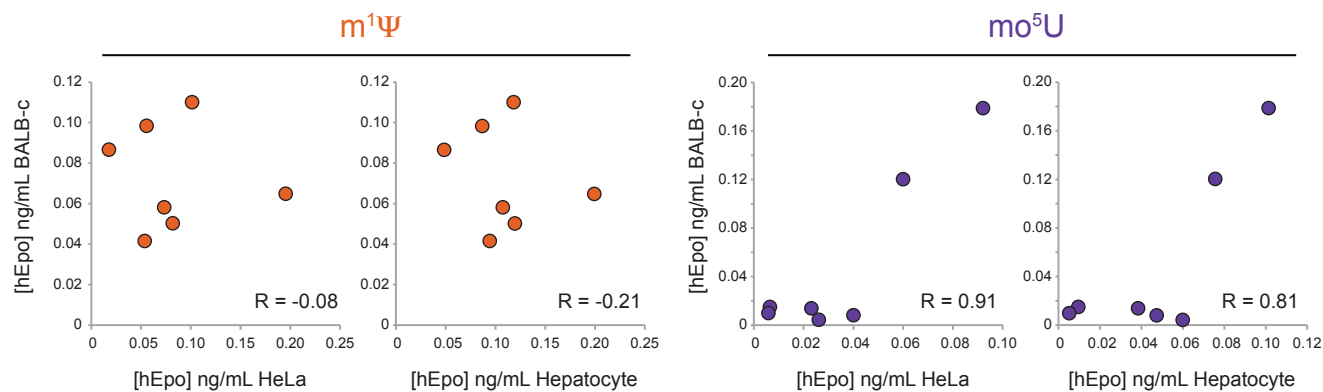 m¹Ψ
mo⁵U
[hEpo] ng/mL BALB-c
0.12
0.10
0.08
0.06
0.04
0.02
0
0 0.05 0.10 0.15 0.20 0.25
R = -0.08
[hEpo] ng/mL HeLa
0.12
0.10
0.08
0.06
0.04
0.02
0
0 0.05 0.10 0.15 0.20 0.25
R = -0.21
[hEpo] ng/mL Hepatocyte
[hEpo] ng/mL BALB-c
0.20
0.16
0.12
0.04
0
0 0.02 0.04 0.06 0.08 0.10
R = 0.91
[hEpo] ng/mL HeLa
0.20
0.16
0.12
0.04
0
0 0.02 0.04 0.06 0.08 0.10 0.12
R = 0.81
[hEpo] ng/mL Hepatocyte